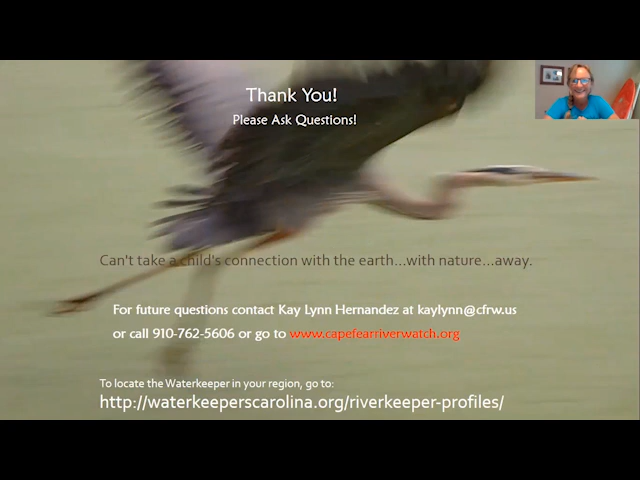 Thank You!
Please Ask Questions!
Can't take a child's connection with the earth...with nature...away.
For future questions contact Kay Lynn Hernandez at kaylynn@cfrw.us
or call 910-762-5606 or go to www.capefearriverwatch.org
To locate the Waterkeeper in your region, go to:
http://waterkeeperscarolina.org/riverkeeper-profiles/